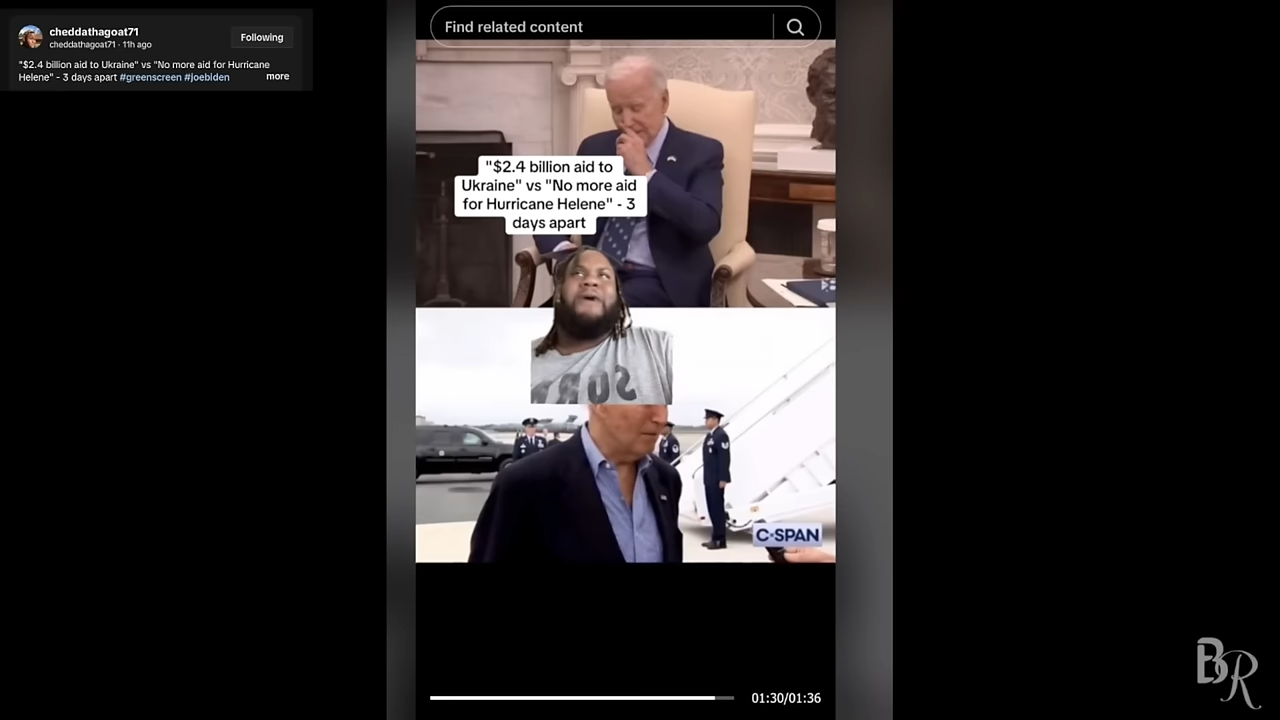 cheddathagoat71
cheddathagoat71 · 11h ago
Following
"$2.4 billion aid to Ukraine" vs "No more aid for Hurricane
Helene" - 3 days apart #greenscreen #joebiden
more
Find related content
"$2.4 billion aid to
Ukraine" vs "No more aid
for Hurricane Helene" - 3
days apart
SUR
C-SPAN
01:30/01:36
BR